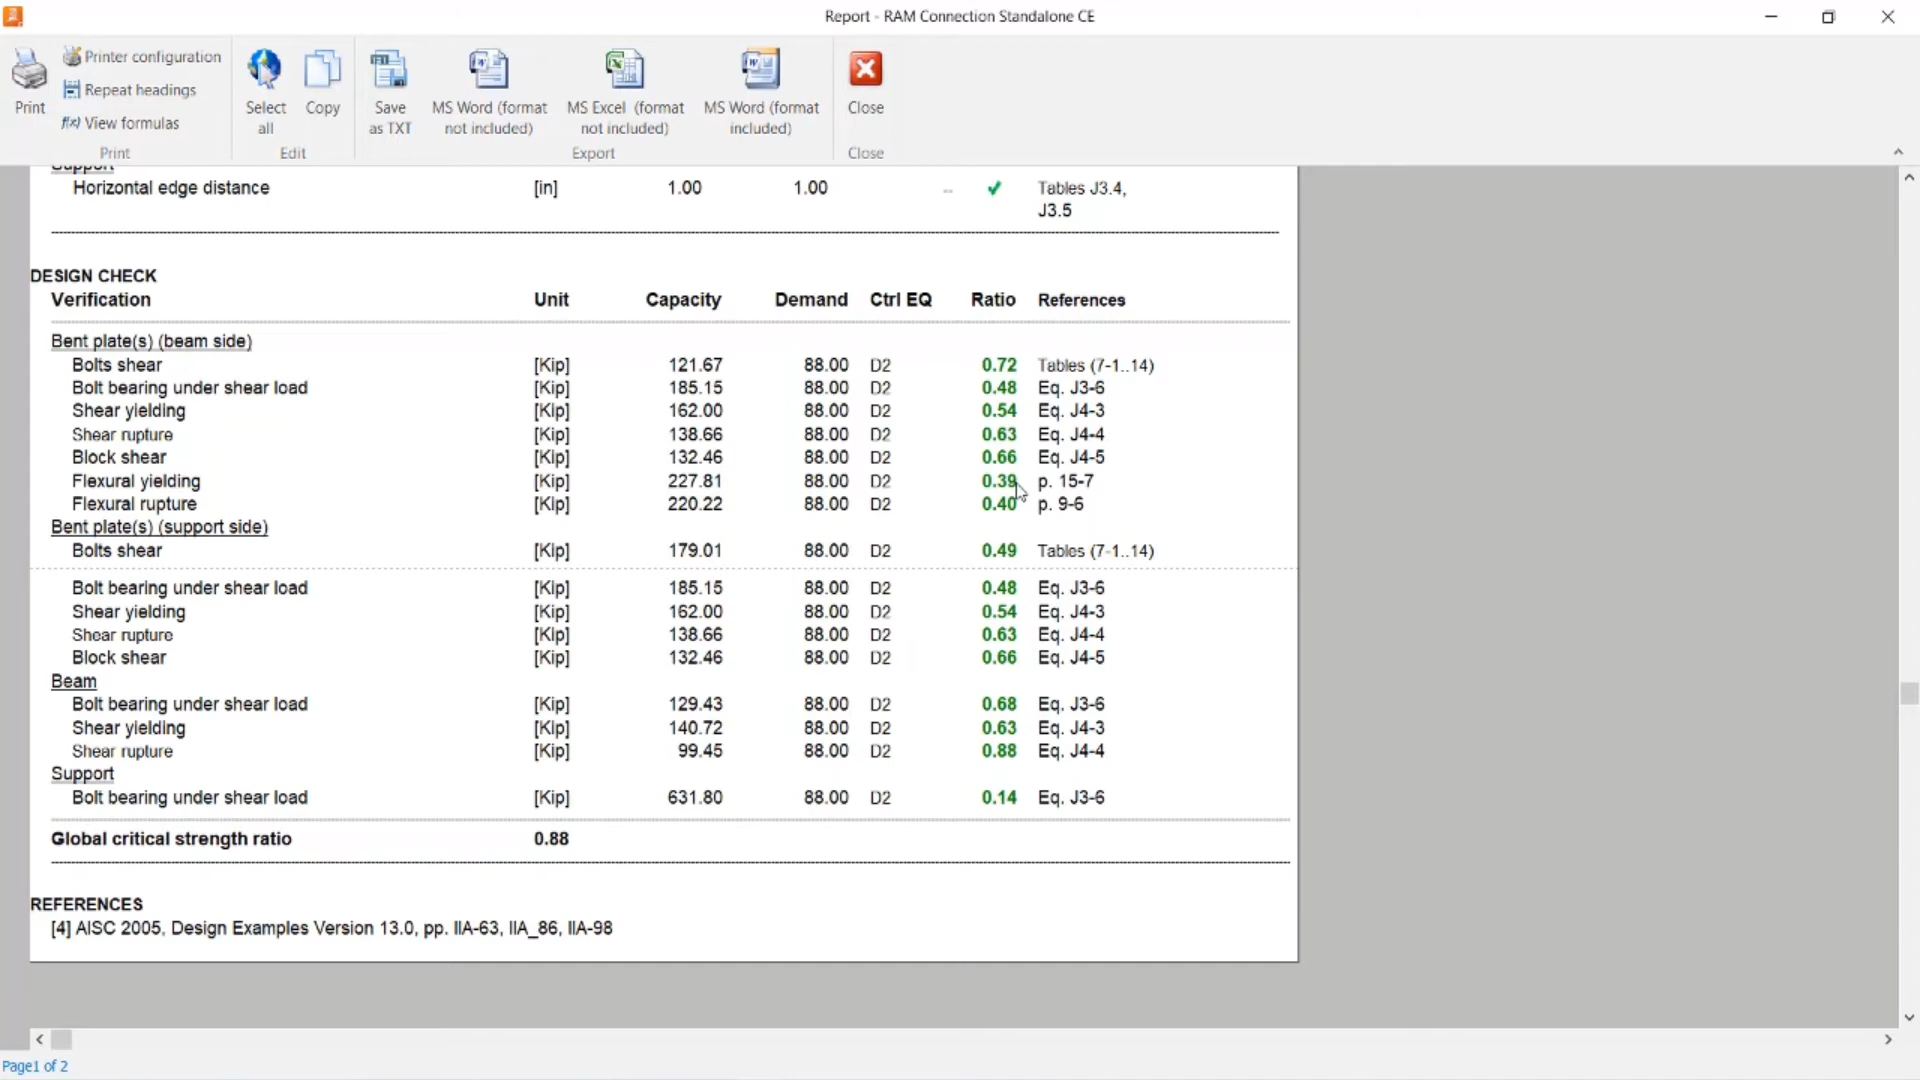 Report - RAM Connection Standalone CE
Print
Printer configuration
Repeat headings
f(x) View formulas
Print
Select all
Copy
Edit
Save as TXT
MS Word (format not included)
MS Excel (format not included)
MS Word (format included)
Export
Close
Close
Support
Horizontal edge distance [in] 1.00 1.00 -- ✓ Tables J3.4,
J3.5
DESIGN CHECK
Verification Unit Capacity Demand Ctrl EQ Ratio References
Bent plate(s) (beam side)
Bolts shear [Kip] 121.67 88.00 D2 0.72 Tables (7-1..14)
Bolt bearing under shear load [Kip] 185.15 88.00 D2 0.48 Eq. J3-6
Shear yielding [Kip] 162.00 88.00 D2 0.54 Eq. J4-3
Shear rupture [Kip] 138.66 88.00 D2 0.63 Eq. J4-4
Block shear [Kip] 132.46 88.00 D2 0.66 Eq. J4-5
Flexural yielding [Kip] 227.81 88.00 D2 0.39 p. 15-7
Flexural rupture [Kip] 220.22 88.00 D2 0.40 p. 9-6
Bent plate(s) (support side)
Bolts shear [Kip] 179.01 88.00 D2 0.49 Tables (7-1..14)
Bolt bearing under shear load [Kip] 185.15 88.00 D2 0.48 Eq. J3-6
Shear yielding [Kip] 162.00 88.00 D2 0.54 Eq. J4-3
Shear rupture [Kip] 138.66 88.00 D2 0.63 Eq. J4-4
Block shear [Kip] 132.46 88.00 D2 0.66 Eq. J4-5
Beam
Bolt bearing under shear load [Kip] 129.43 88.00 D2 0.68 Eq. J3-6
Shear yielding [Kip] 140.72 88.00 D2 0.63 Eq. J4-3
Shear rupture [Kip] 99.45 88.00 D2 0.88 Eq. J4-4
Support
Bolt bearing under shear load [Kip] 631.80 88.00 D2 0.14 Eq. J3-6
Global critical strength ratio 0.88
REFERENCES
[4] AISC 2005, Design Examples Version 13.0, pp. IIA-63, IIA_86, IIA-98
Page1 of 2